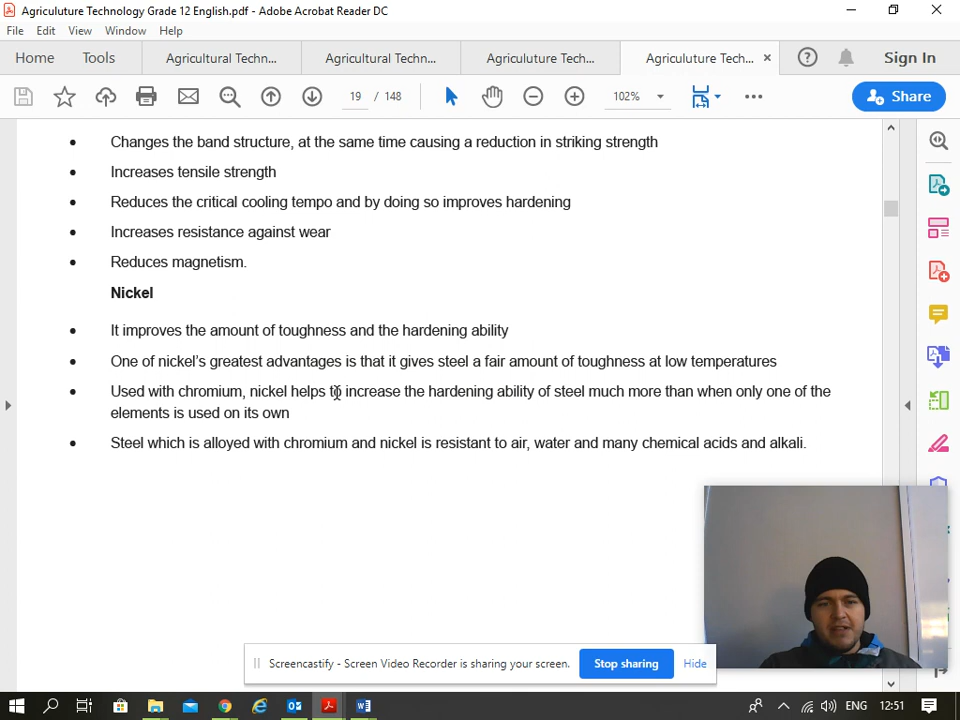 Agriculuture Technology Grade 12 English.pdf - Adobe Acrobat Reader DC
File Edit View Window Help
Home Tools Agricultural Techn... Agricultural Techn... Agriculuture Tech... Agriculuture Tech... × Sign In
19 / 148 102% Share
• Changes the band structure, at the same time causing a reduction in striking strength
• Increases tensile strength
• Reduces the critical cooling tempo and by doing so improves hardening
• Increases resistance against wear
• Reduces magnetism.
Nickel
• It improves the amount of toughness and the hardening ability
• One of nickel's greatest advantages is that it gives steel a fair amount of toughness at low temperatures
• Used with chromium, nickel helps to increase the hardening ability of steel much more than when only one of the
elements is used on its own
• Steel which is alloyed with chromium and nickel is resistant to air, water and many chemical acids and alkali.
Screencastify - Screen Video Recorder is sharing your screen. Stop sharing Hide
ENG 12:51